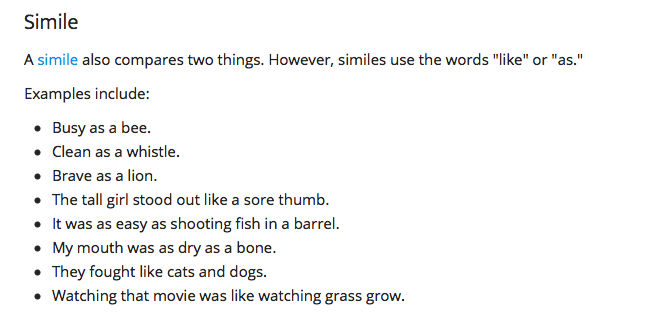 Simile
A simile also compares two things. However, similes use the words "like" or "as."
Examples include:
• Busy as a bee.
• Clean as a whistle.
• Brave as a lion.
• The tall girl stood out like a sore thumb.
• It was as easy as shooting fish in a barrel.
• My mouth was as dry as a bone.
• They fought like cats and dogs.
• Watching that movie was like watching grass grow.